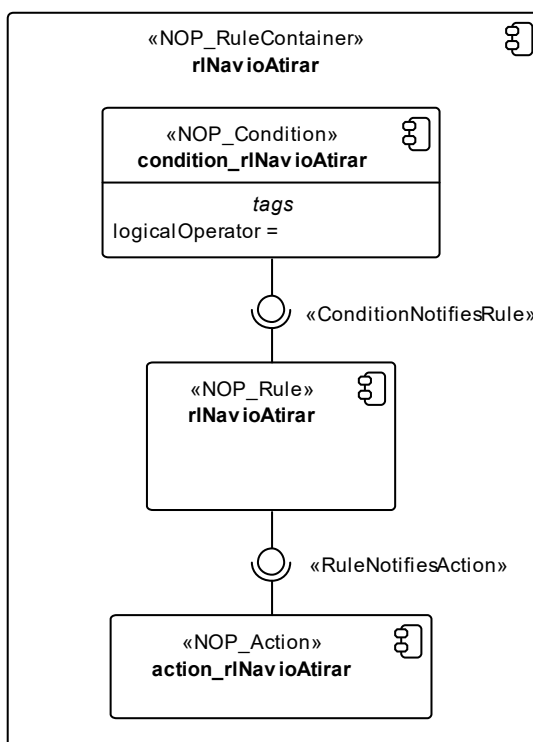 «NOP_RuleContainer»
rlNavioAtirar
«NOP_Condition»
condition_rlNavioAtirar
tags
logicalOperator =
«ConditionNotifiesRule»
«NOP_Rule»
rlNavioAtirar
«RuleNotifiesAction»
«NOP_Action»
action_rlNavioAtirar